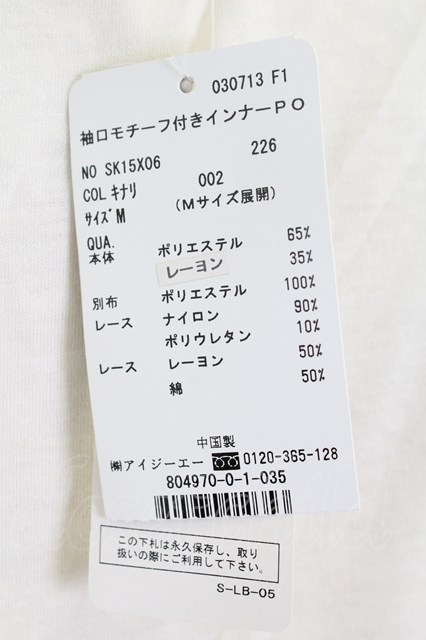 030713 F1
袖口モチーフ付きインナーPO
NO SK15X06 226
COL キナリ 002
サイズ M (Mサイズ展開)
QUA.
本体 ポリエステル 65%
レーヨン 35%
別布 ポリエステル 100%
レース ナイロン 90%
ポリウレタン 10%
レース レーヨン 50%
綿 50%
中国製
㈱アイジーエー 0120-365-128
804970-0-1-035
この下札は永久保存し、取り
扱いの際にご利用して下さい。
S-LB-05